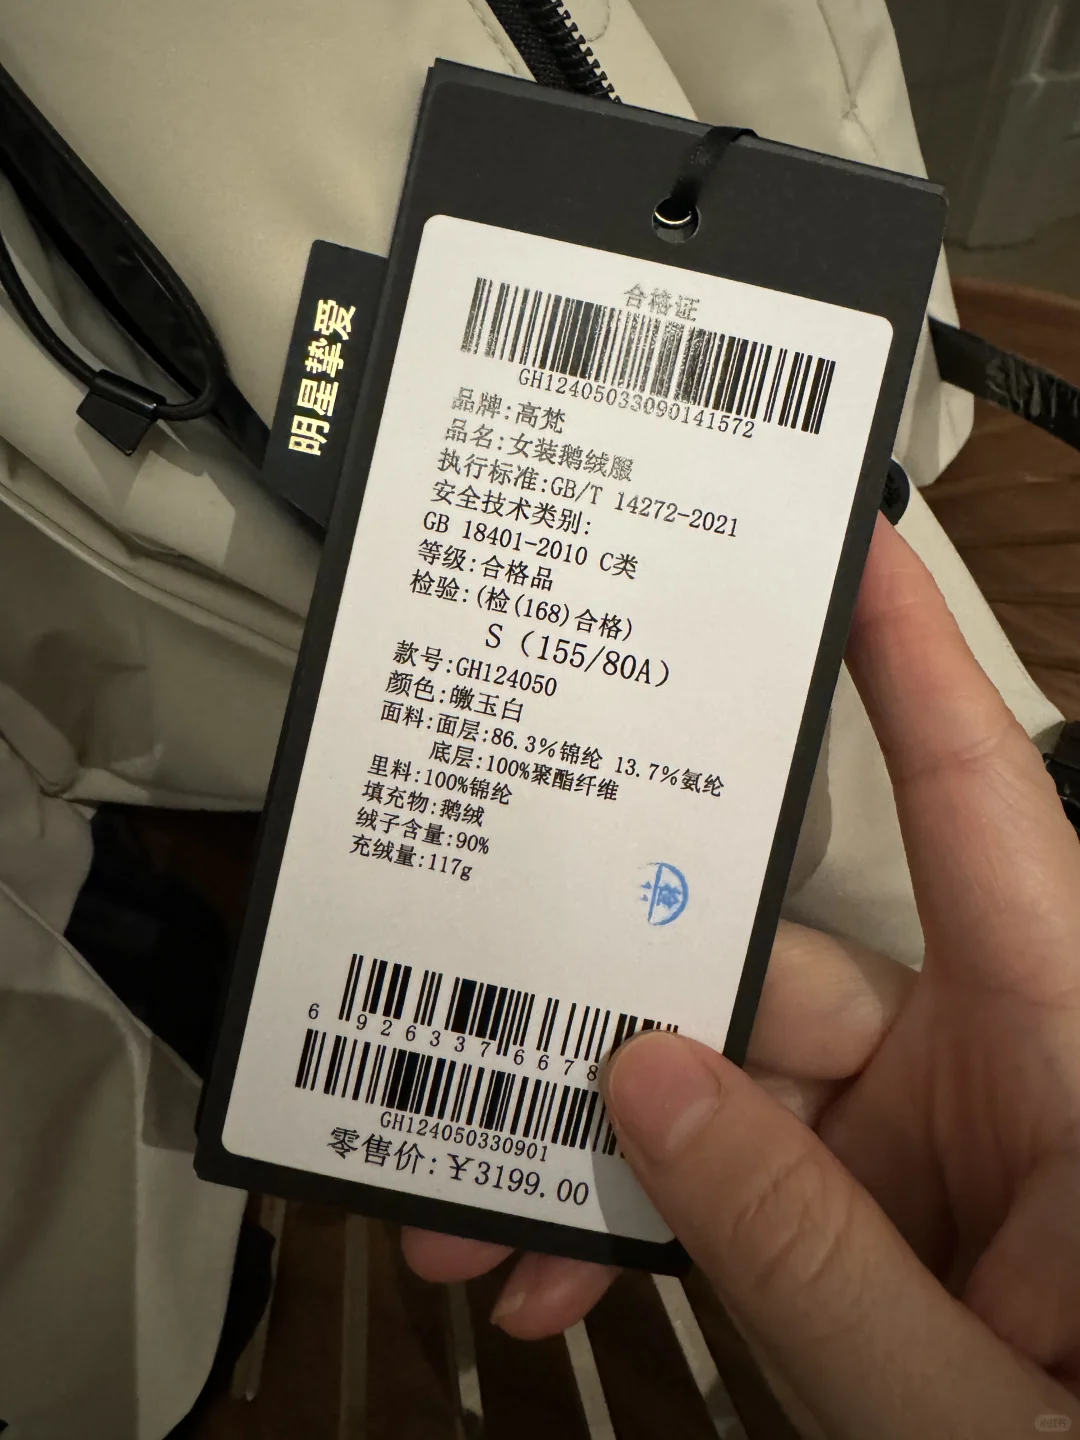 明星挚爱
合格证
GH12405033090141572
品牌:高梵
品名:女装鹅绒服
执行标准:GB/T 14272-2021
安全技术类别:
GB 18401-2010 C类
等级:合格品
检验:(检(168)合格)
S (155/80A)
款号:GH124050
颜色:皦玉白
面料:面层:86.3%锦纶 13.7%氨纶
底层:100%聚酯纤维
里料:100%锦纶
填充物:鹅绒
绒子含量:90%
充绒量:117g
6 926337 6678
GH124050330901
零售价:¥3199.00
小红书